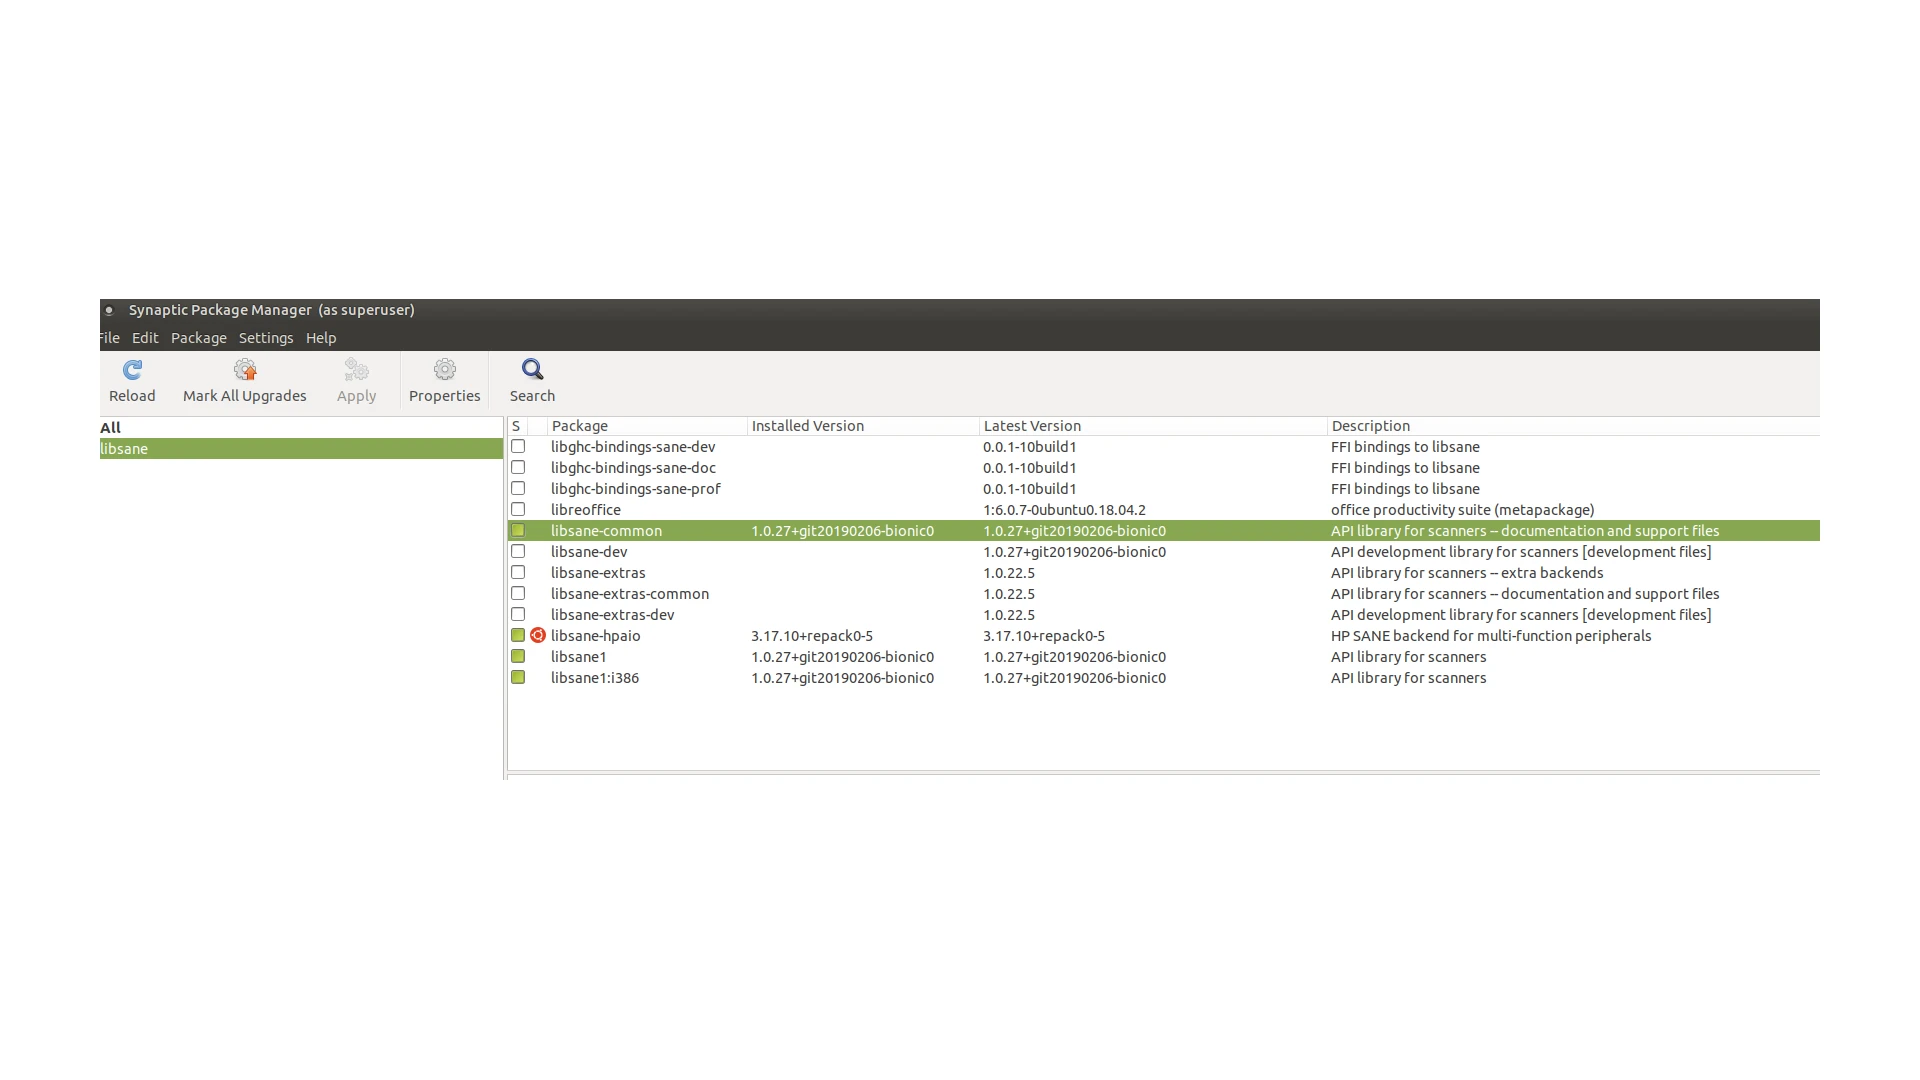 Synaptic Package Manager (as superuser)
File Edit Package Settings Help
Reload Mark All Upgrades Apply Properties Search
All
libsane
S Package Installed Version Latest Version Description
libghc-bindings-sane-dev 0.0.1-10build1 FFI bindings to libsane
libghc-bindings-sane-doc 0.0.1-10build1 FFI bindings to libsane
libghc-bindings-sane-prof 0.0.1-10build1 FFI bindings to libsane
libreoffice 1:6.0.7-0ubuntu0.18.04.2 office productivity suite (metapackage)
libsane-common 1.0.27+git20190206-bionic0 1.0.27+git20190206-bionic0 API library for scanners -- documentation and support files
libsane-dev 1.0.27+git20190206-bionic0 API development library for scanners [development files]
libsane-extras 1.0.22.5 API library for scanners -- extra backends
libsane-extras-common 1.0.22.5 API library for scanners -- documentation and support files
libsane-extras-dev 1.0.22.5 API development library for scanners [development files]
libsane-hpaio 3.17.10+repack0-5 3.17.10+repack0-5 HP SANE backend for multi-function peripherals
libsane1 1.0.27+git20190206-bionic0 1.0.27+git20190206-bionic0 API library for scanners
libsane1:i386 1.0.27+git20190206-bionic0 1.0.27+git20190206-bionic0 API library for scanners